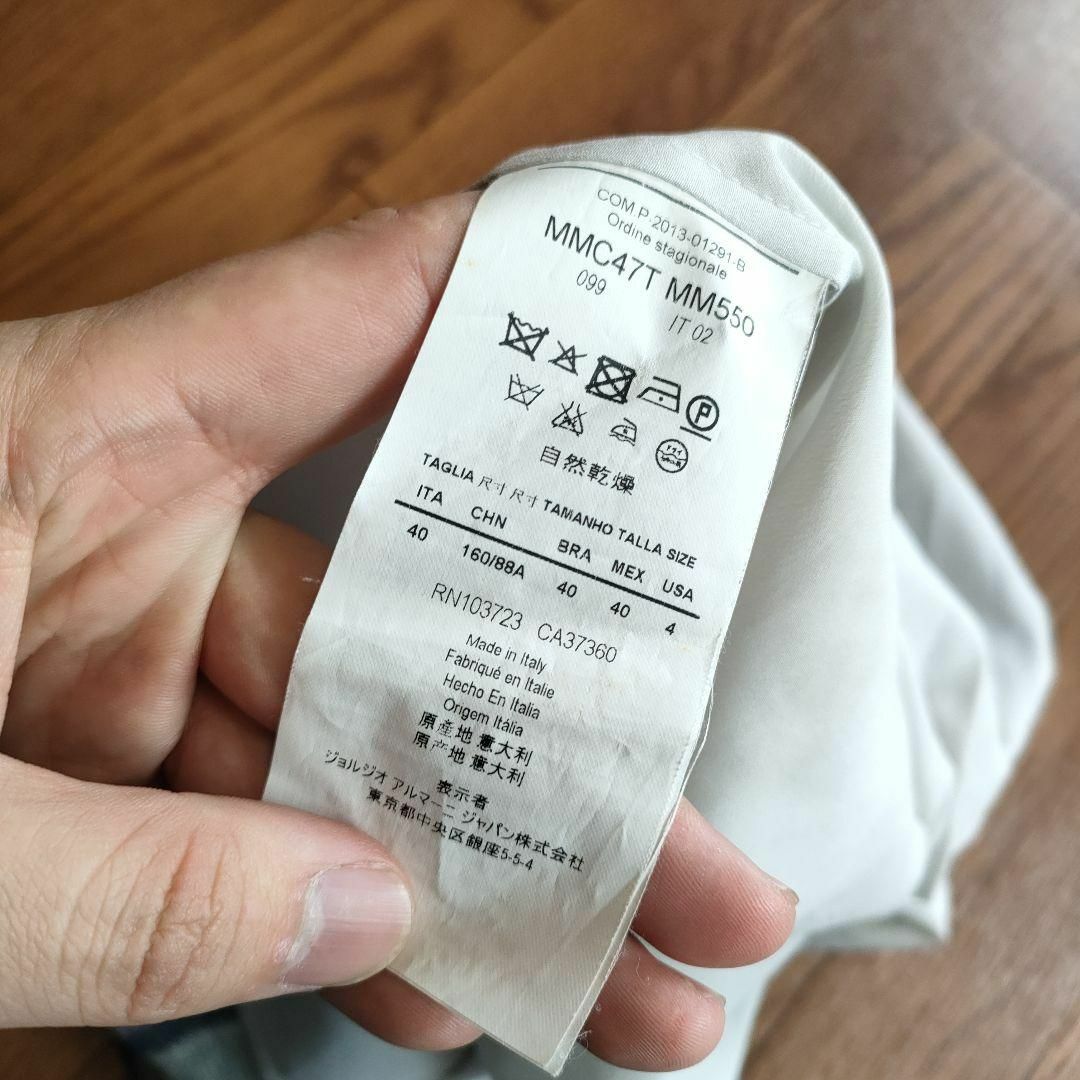 COM.P-2013-01291-B
Ordine stagionale
MMC47T MM550
099 IT 02
P
ドライ
自然乾燥
TAGLIA 尺寸 尺寸 TAMANHO TALLA SIZE
ITA CHN BRA MEX USA
40 160/88A 40 40 4
RN103723 CA37360
Made in Italy
Fabriqué en Italie
Hecho En Italia
Origem Itália
原產地 意大利
原产地 意大利
表示者
ジョルジオ アルマーニ ジャパン株式会社
東京都中央区銀座5-5-4